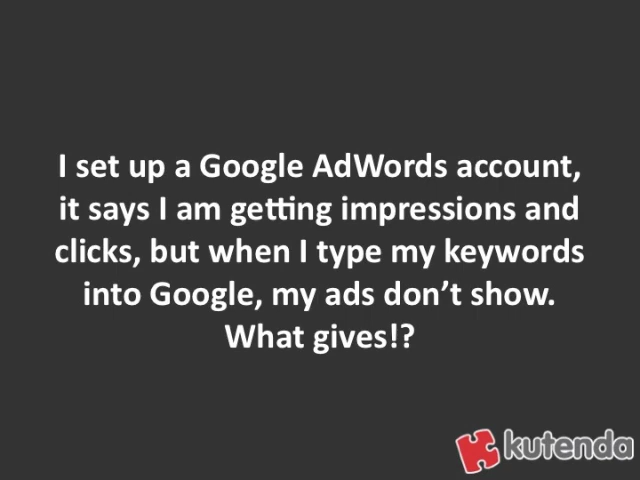 I set up a Google AdWords account,
it says I am getting impressions and
clicks, but when I type my keywords
into Google, my ads don’t show.
What gives!?
kutenda